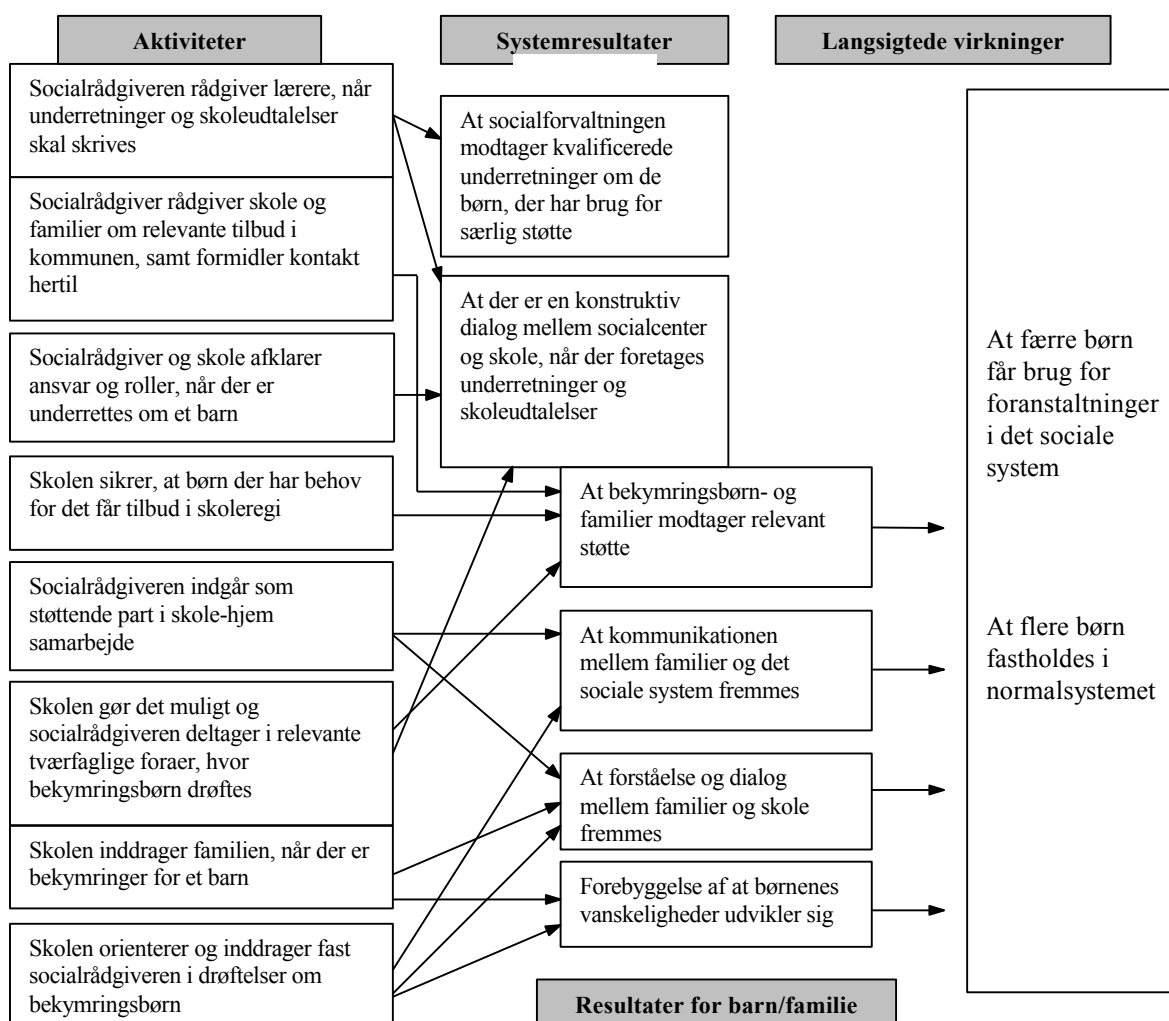 Aktiviteter
Systemresultater
Langsigtede virkninger
Socialrådgiveren rådgiver lærere, når
underretninger og skoleudtalelser
skal skrives
Socialrådgiver rådgiver skole og
familier om relevante tilbud i
kommunen, samt formidler kontakt
hertil
Socialrådgiver og skole afklarer
ansvar og roller, når der er
underrettes om et barn
Skolen sikrer, at børn der har behov
for det får tilbud i skoleregi
Socialrådgiveren indgår som
støttende part i skole-hjem
samarbejde
Skolen gør det muligt og
socialrådgiveren deltager i relevante
tværfaglige foraer, hvor
bekymringsbørn drøftes
Skolen inddrager familien, når der er
bekymringer for et barn
Skolen orienterer og inddrager fast
socialrådgiveren i drøftelser om
bekymringsbørn
At socialforvaltningen
modtager kvalificerede
underretninger om de
børn, der har brug for
særlig støtte
At der er en konstruktiv
dialog mellem socialcenter
og skole, når der foretages
underretninger og
skoleudtalelser
At bekymringsbørn- og
familier modtager relevant
støtte
At kommunikationen
mellem familier og det
sociale system fremmes
At forståelse og dialog
mellem familier og skole
fremmes
Forebyggelse af at børnenes
vanskeligheder udvikler sig
Resultater for barn/familie
At færre børn
får brug for
foranstaltninger
i det sociale
system
At flere børn
fastholdes i
normalsystemet